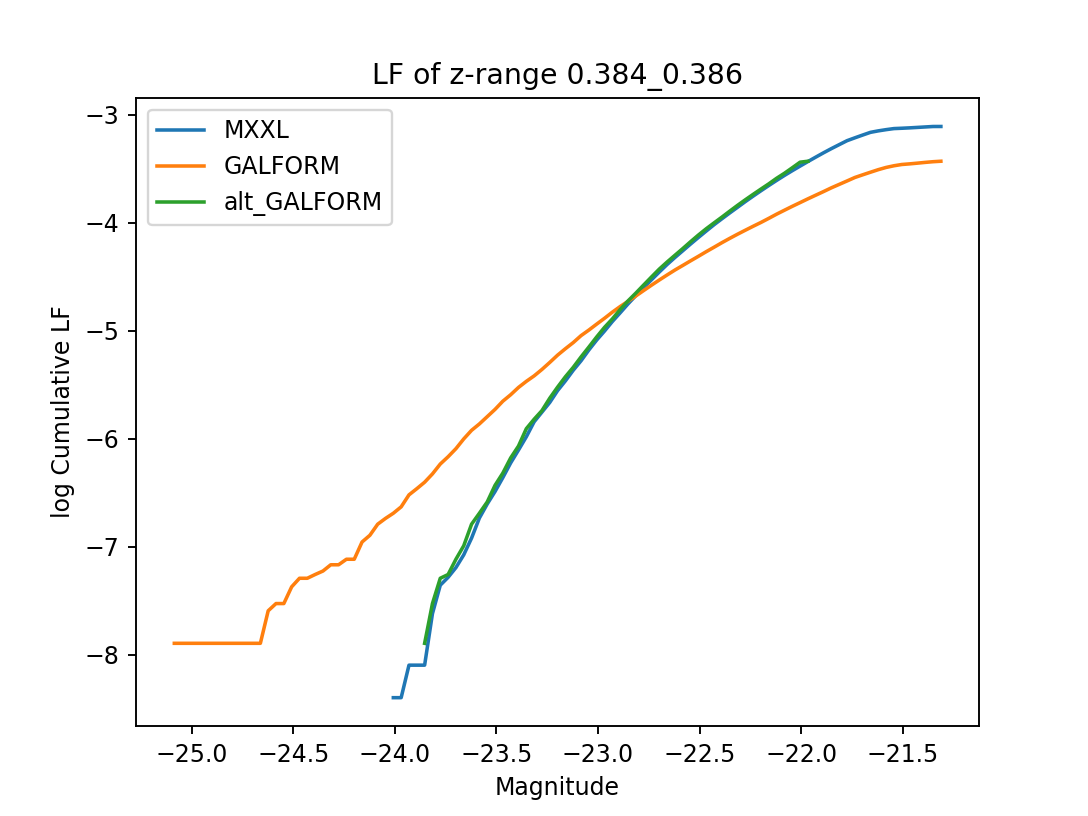 LF of z-range 0.384_0.386
MXXL
GALFORM
alt_GALFORM
−3
−4
−5
−6
−7
−8
log Cumulative LF
−25.0
−24.5
−24.0
−23.5
−23.0
−22.5
−22.0
−21.5
Magnitude